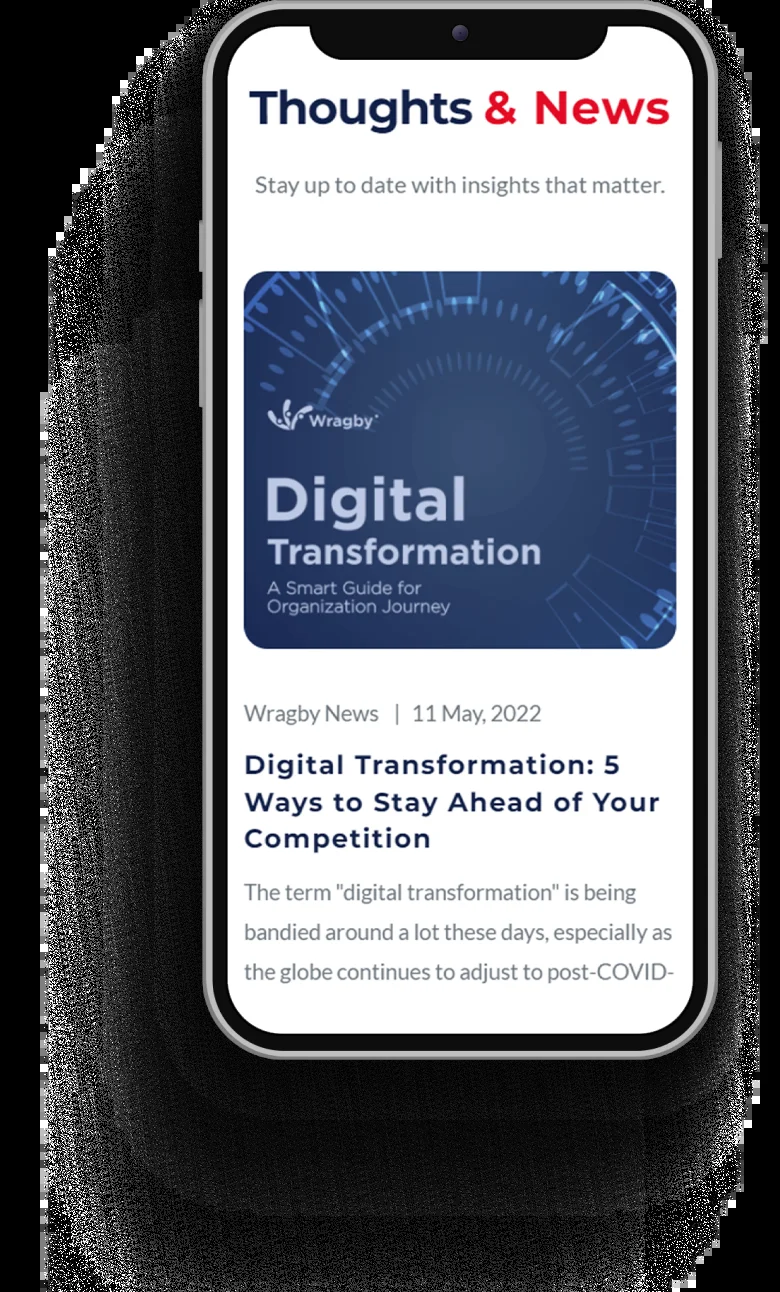 Thoughts & News
Stay up to date with insights that matter.
Wragby
Digital
Transformation
A Smart Guide for
Organization Journey
Wragby News | 11 May, 2022
Digital Transformation: 5
Ways to Stay Ahead of Your
Competition
The term "digital transformation" is being
bandied around a lot these days, especially as
the globe continues to adjust to post-COVID-